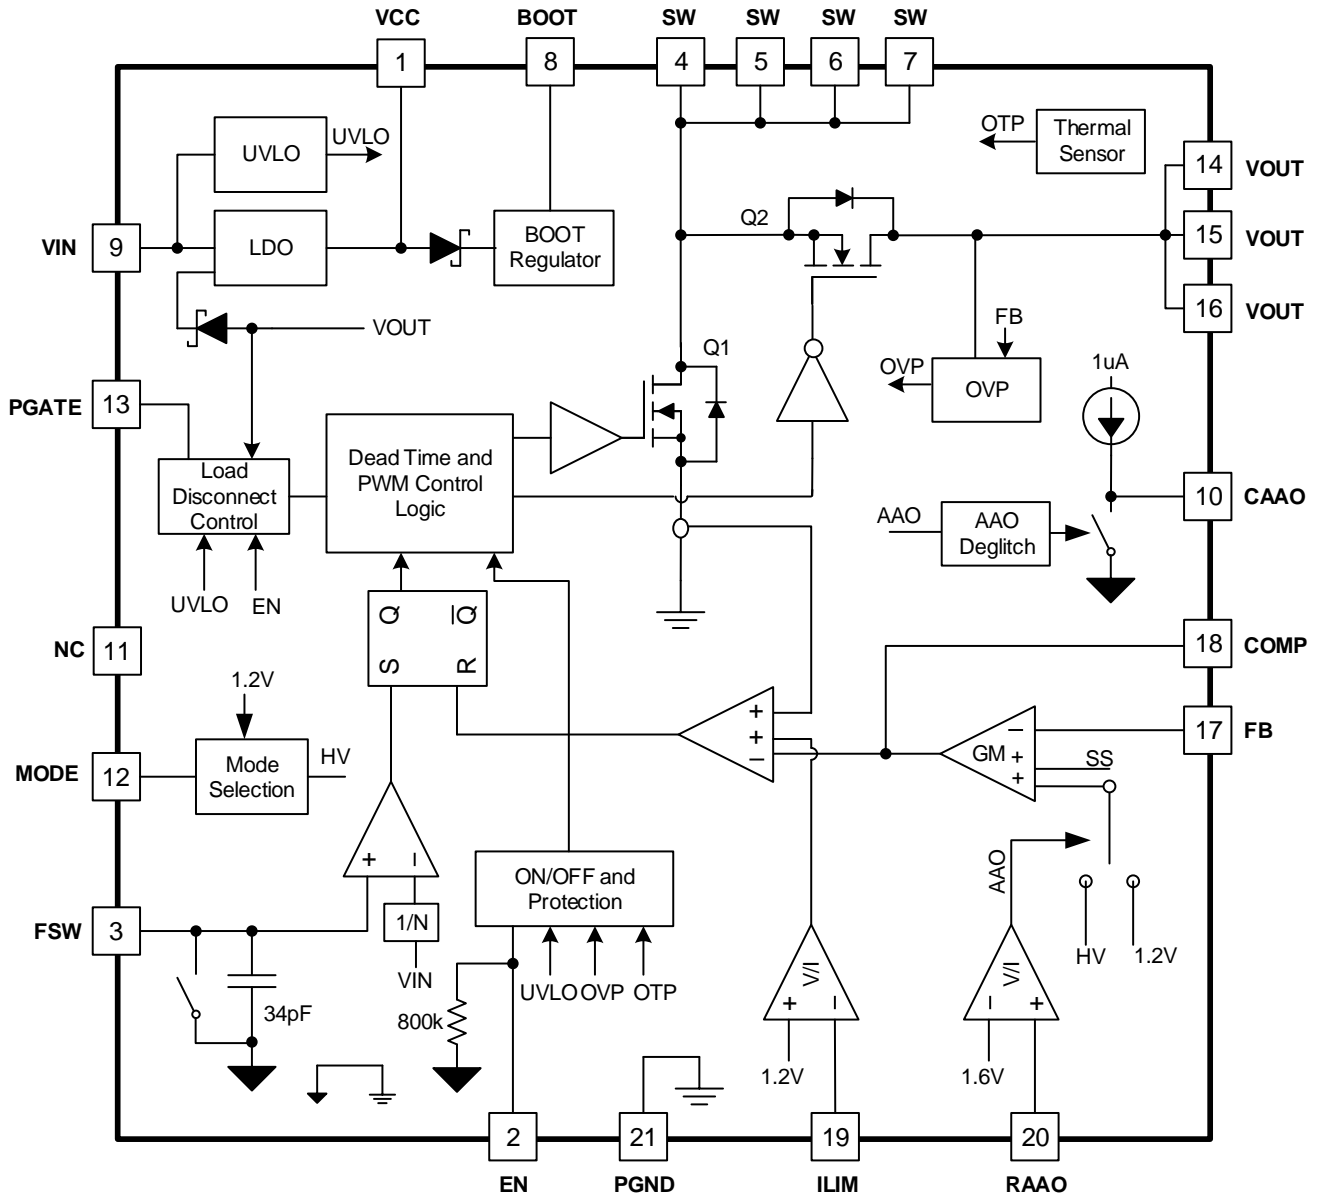 VCC
BOOT
SW
SW
SW
SW
1
8
4
5
6
7
UVLO
UVLO
OTP
Thermal
Sensor
14
VOUT
VIN
9
LDO
BOOT
Regulator
Q2
15
VOUT
VOUT
FB
16
VOUT
Q1
OVP
OVP
1uA
PGATE
13
Load
Disconnect
Control
Dead Time and
PWM Control
Logic
10
CAAO
AAO
AAO
Deglitch
UVLO
EN
Q
Q̅
S
R
NC
11
18
COMP
1.2V
+
+
−
GM
−
+
+
SS
17
FB
MODE
12
Mode
Selection
HV
+
−
ON/OFF and
Protection
AAO
FSW
3
1/N
VIN
34pF
800k
UVLO
OVP
OTP
V/I
+
−
V/I
−
+
HV
1.2V
1.2V
1.6V
2
21
19
20
EN
PGND
ILIM
RAAO